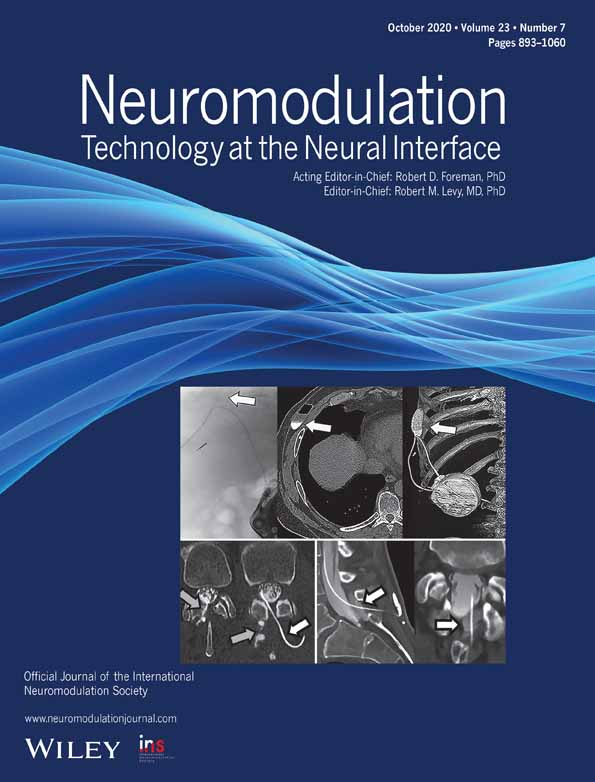 October 2020 • Volume 23 • Number 7
Pages 893–1060
Neuromodulation
Technology at the Neural Interface
Acting Editor-in-Chief: Robert D. Foreman, PhD
Editor-in-Chief: Robert M. Levy, MD, PhD
Official Journal of the International
Neuromodulation Society
www.neuromodulationjournal.com
WILEY
ins